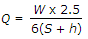 Q = W x 2.5 / 6(S + h)